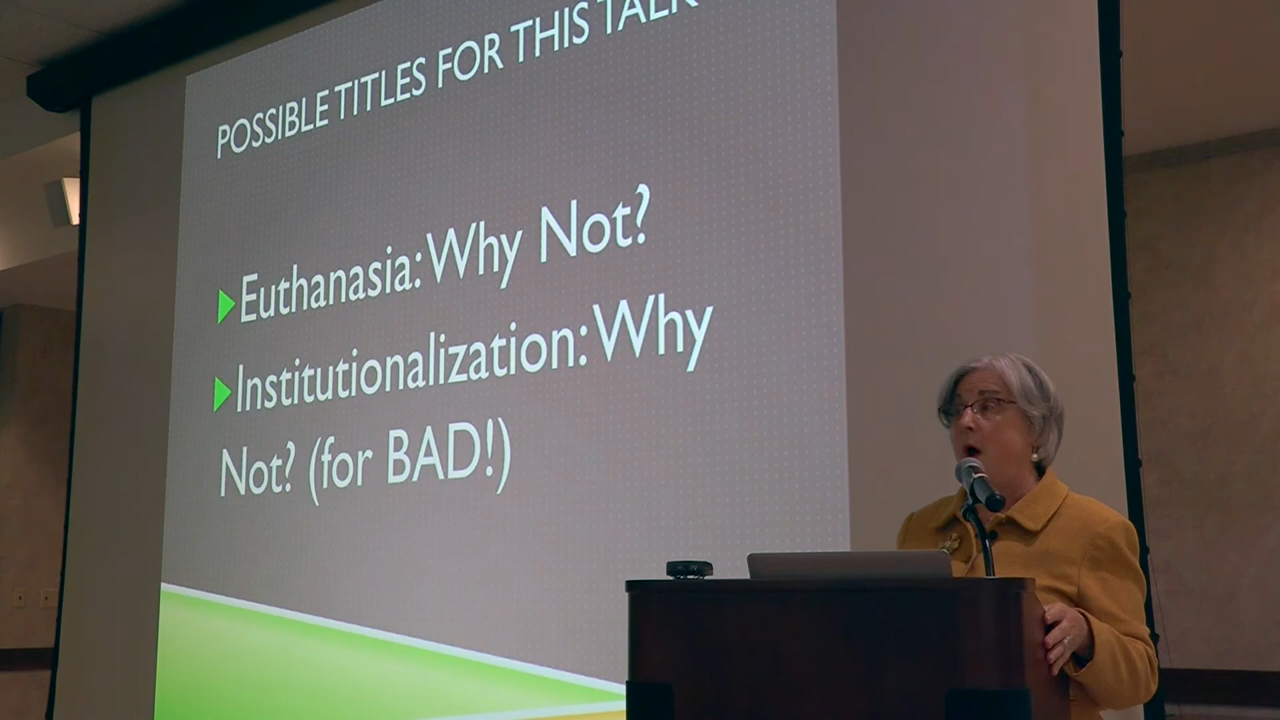 POSSIBLE TITLES FOR THIS TALK
Euthanasia: Why Not?
Institutionalization: Why
Not? (for BAD!)